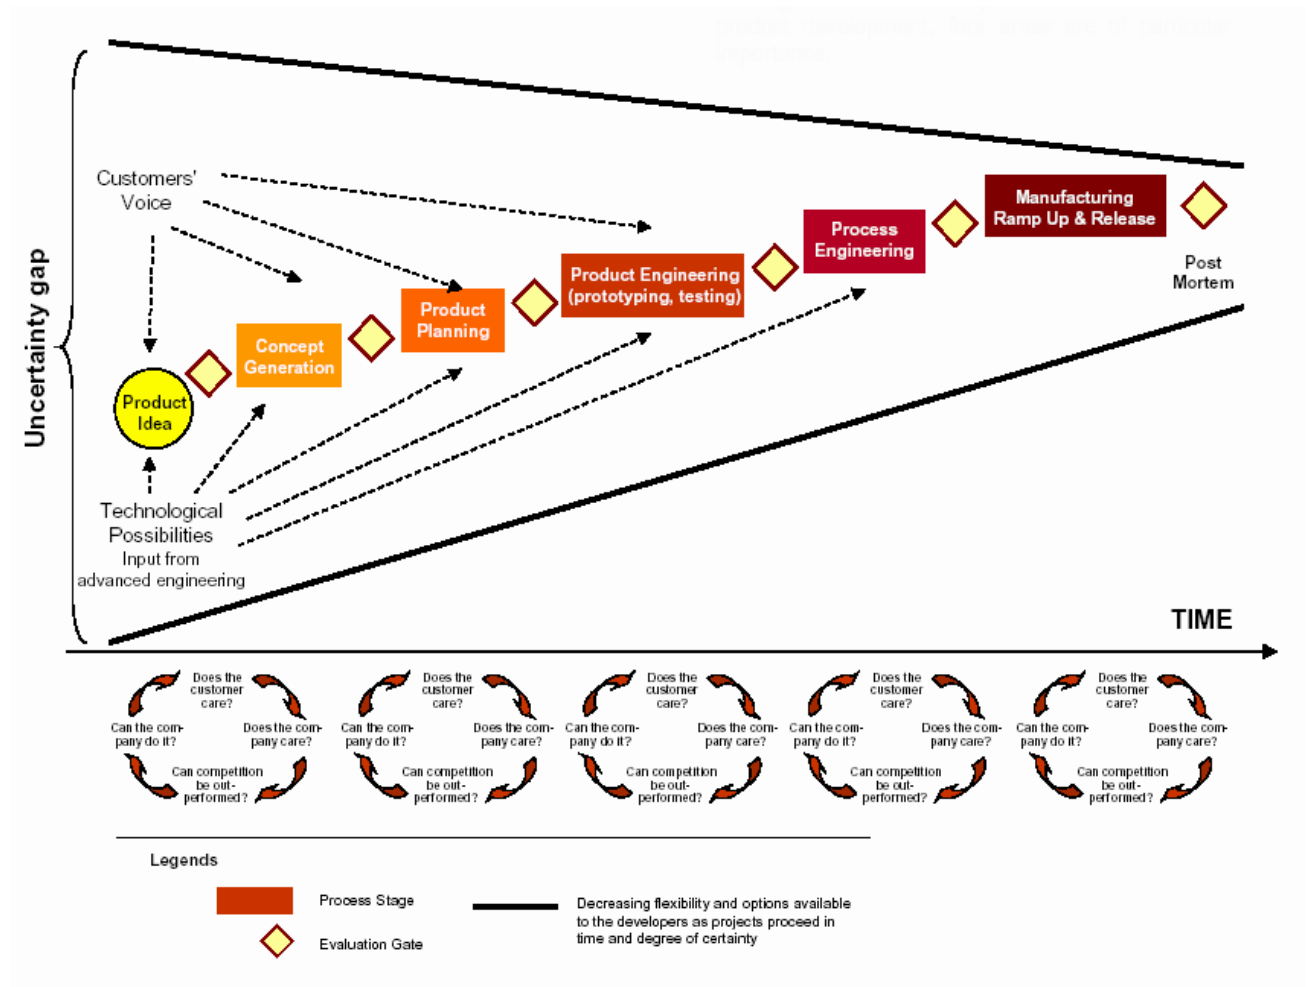 product development, four areas are of particular
Customers'
Voice
Uncertainty gap
Product
Idea
Concept
Generation
Product
Planning
Product Engineering
(prototyping, testing)
Process
Engineering
Manufacturing
Ramp Up & Release
Post
Mortem
Technological
Possibilities
Input from
advanced engineering
TIME
Does the
customer
care?
Can the com-
pany do it?
Does the com-
pany care?
Can competition
be out-
performed?
Does the
customer
care?
Can the com-
pany do it?
Does the com-
pany care?
Can competition
be out-
performed?
Does the
customer
care?
Can the com-
pany do it?
Does the com-
pany care?
Can competition
be out-
performed?
Does the
customer
care?
Can the com-
pany do it?
Does the com-
pany care?
Can competition
be out-
performed?
Does the
customer
care?
Can the com-
pany do it?
Does the com-
pany care?
Can competition
be out-
performed?
Legends
Process Stage
Evaluation Gate
Decreasing flexibility and options available
to the developers as projects proceed in
time and degree of certainty